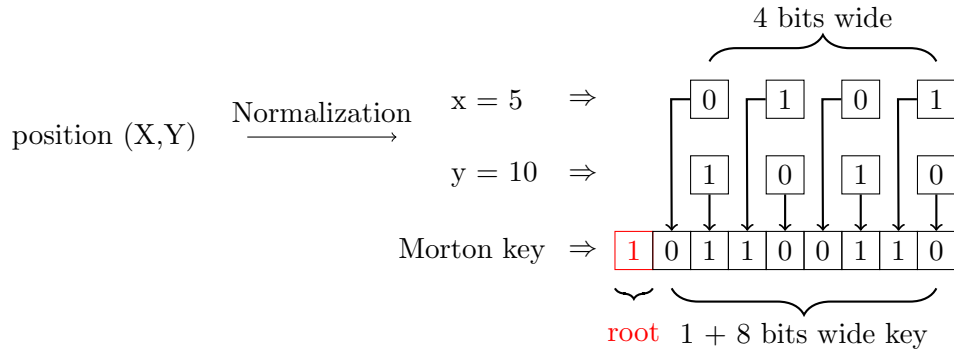 4 bits wide
x = 5 ⇒ 0 1 0 1
position (X,Y) Normalization
y = 10 ⇒ 1 0 1 0
Morton key ⇒ 1 0 1 1 0 0 1 1 0
root 1 + 8 bits wide key